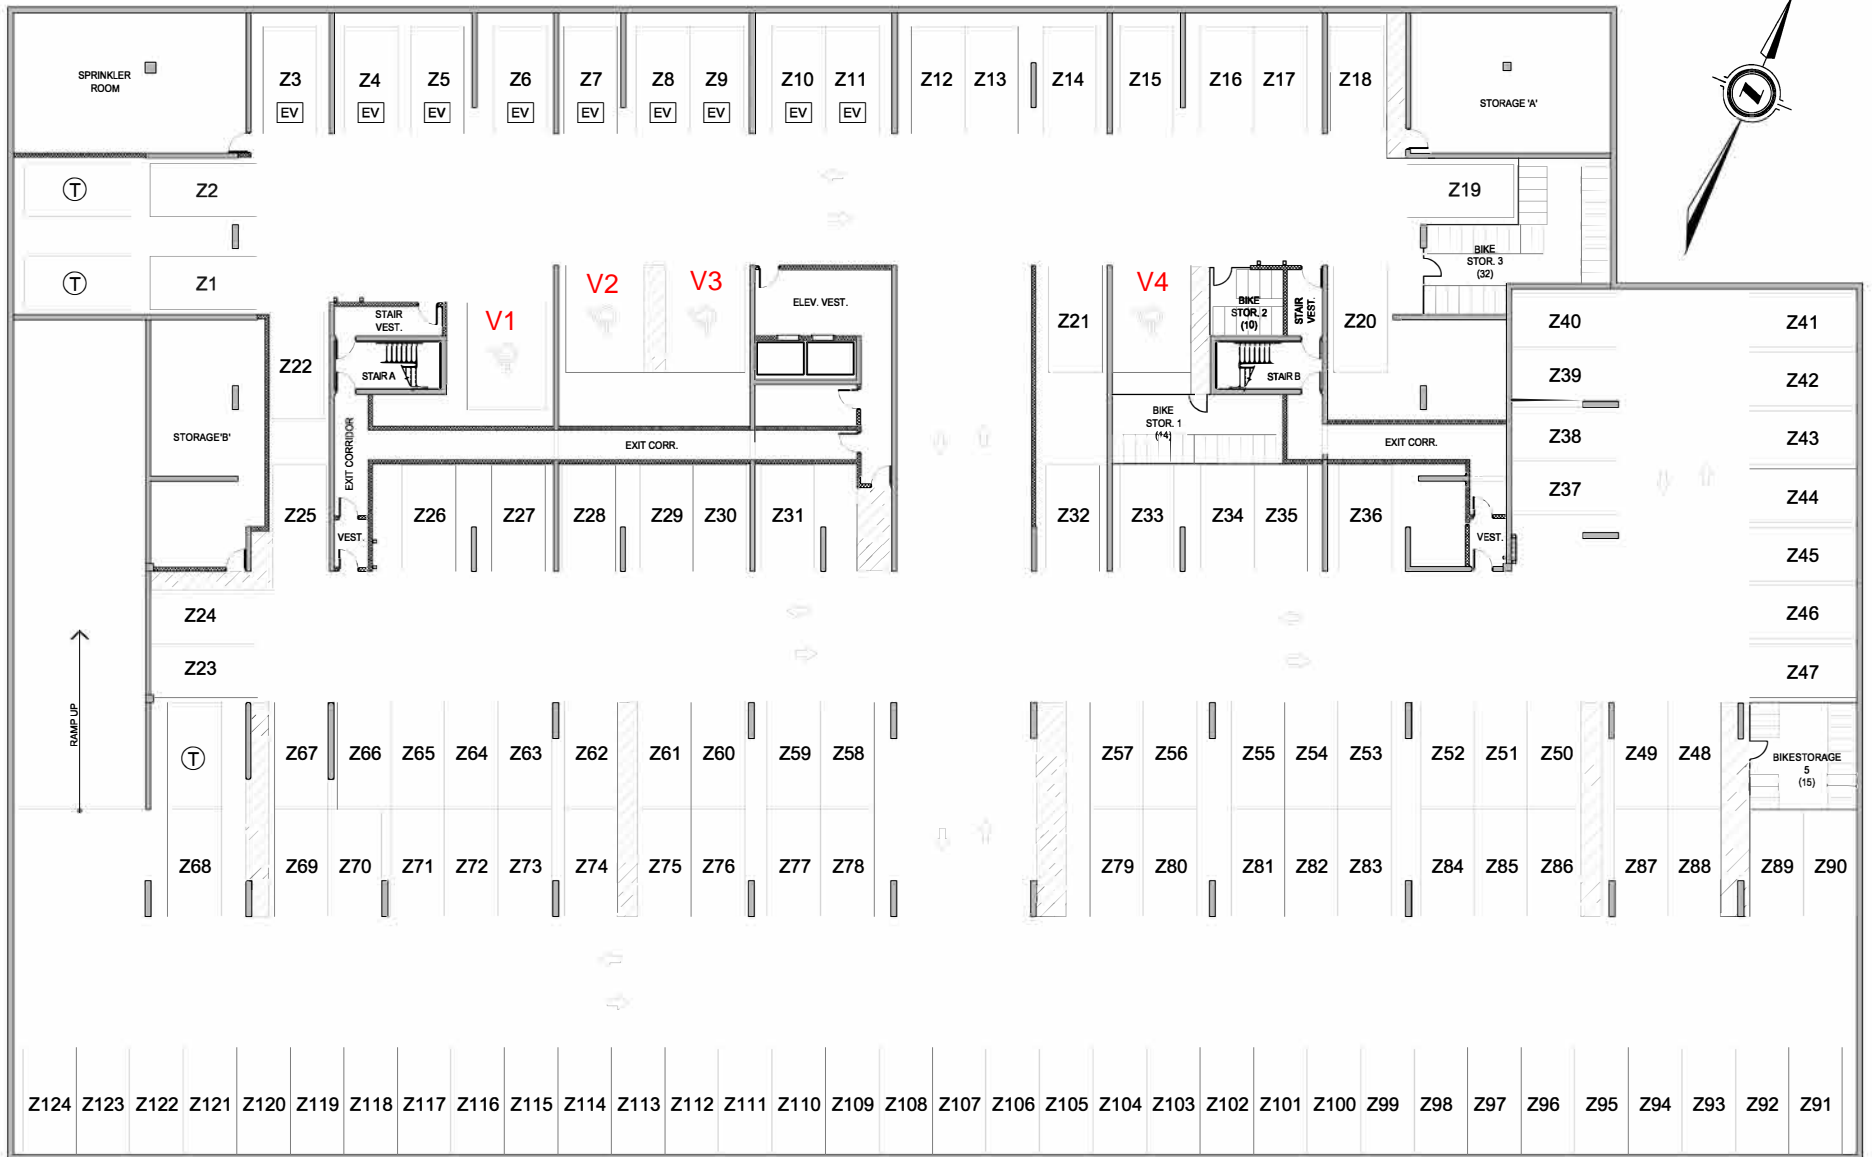 SPRINKLER
ROOM
Z3
Z4
Z5
Z6
Z7
Z8
Z9
Z10
Z11
Z12
Z13
Z14
Z15
Z16
Z17
Z18
STORAGE 'A'
EV
EV
EV
EV
EV
EV
EV
EV
EV
T
Z2
Z19
T
Z1
BIKE
STOR. 3
(32)
V1
V2
V3
V4
ELEV. VEST.
STAIR
VEST.
STAIR A
Z22
Z21
BIKE
STOR. 2
(10)
STAIR
VEST.
STAIR B
Z20
Z40
Z41
Z39
Z42
Z38
Z43
Z37
Z44
Z45
Z46
Z47
STORAGE'B'
EXIT CORRIDOR
EXIT CORR.
BIKE
STOR. 1
(14)
EXIT CORR.
Z25
VEST.
Z26
Z27
Z28
Z29
Z30
Z31
Z32
Z33
Z34
Z35
Z36
VEST.
Z24
Z23
RAMP UP
T
Z67
Z66
Z65
Z64
Z63
Z62
Z61
Z60
Z59
Z58
Z57
Z56
Z55
Z54
Z53
Z52
Z51
Z50
Z49
Z48
BIKESTORAGE
5
(15)
Z68
Z69
Z70
Z71
Z72
Z73
Z74
Z75
Z76
Z77
Z78
Z79
Z80
Z81
Z82
Z83
Z84
Z85
Z86
Z87
Z88
Z89
Z90
Z124
Z123
Z122
Z121
Z120
Z119
Z118
Z117
Z116
Z115
Z114
Z113
Z112
Z111
Z110
Z109
Z108
Z107
Z106
Z105
Z104
Z103
Z102
Z101
Z100
Z99
Z98
Z97
Z96
Z95
Z94
Z93
Z92
Z91